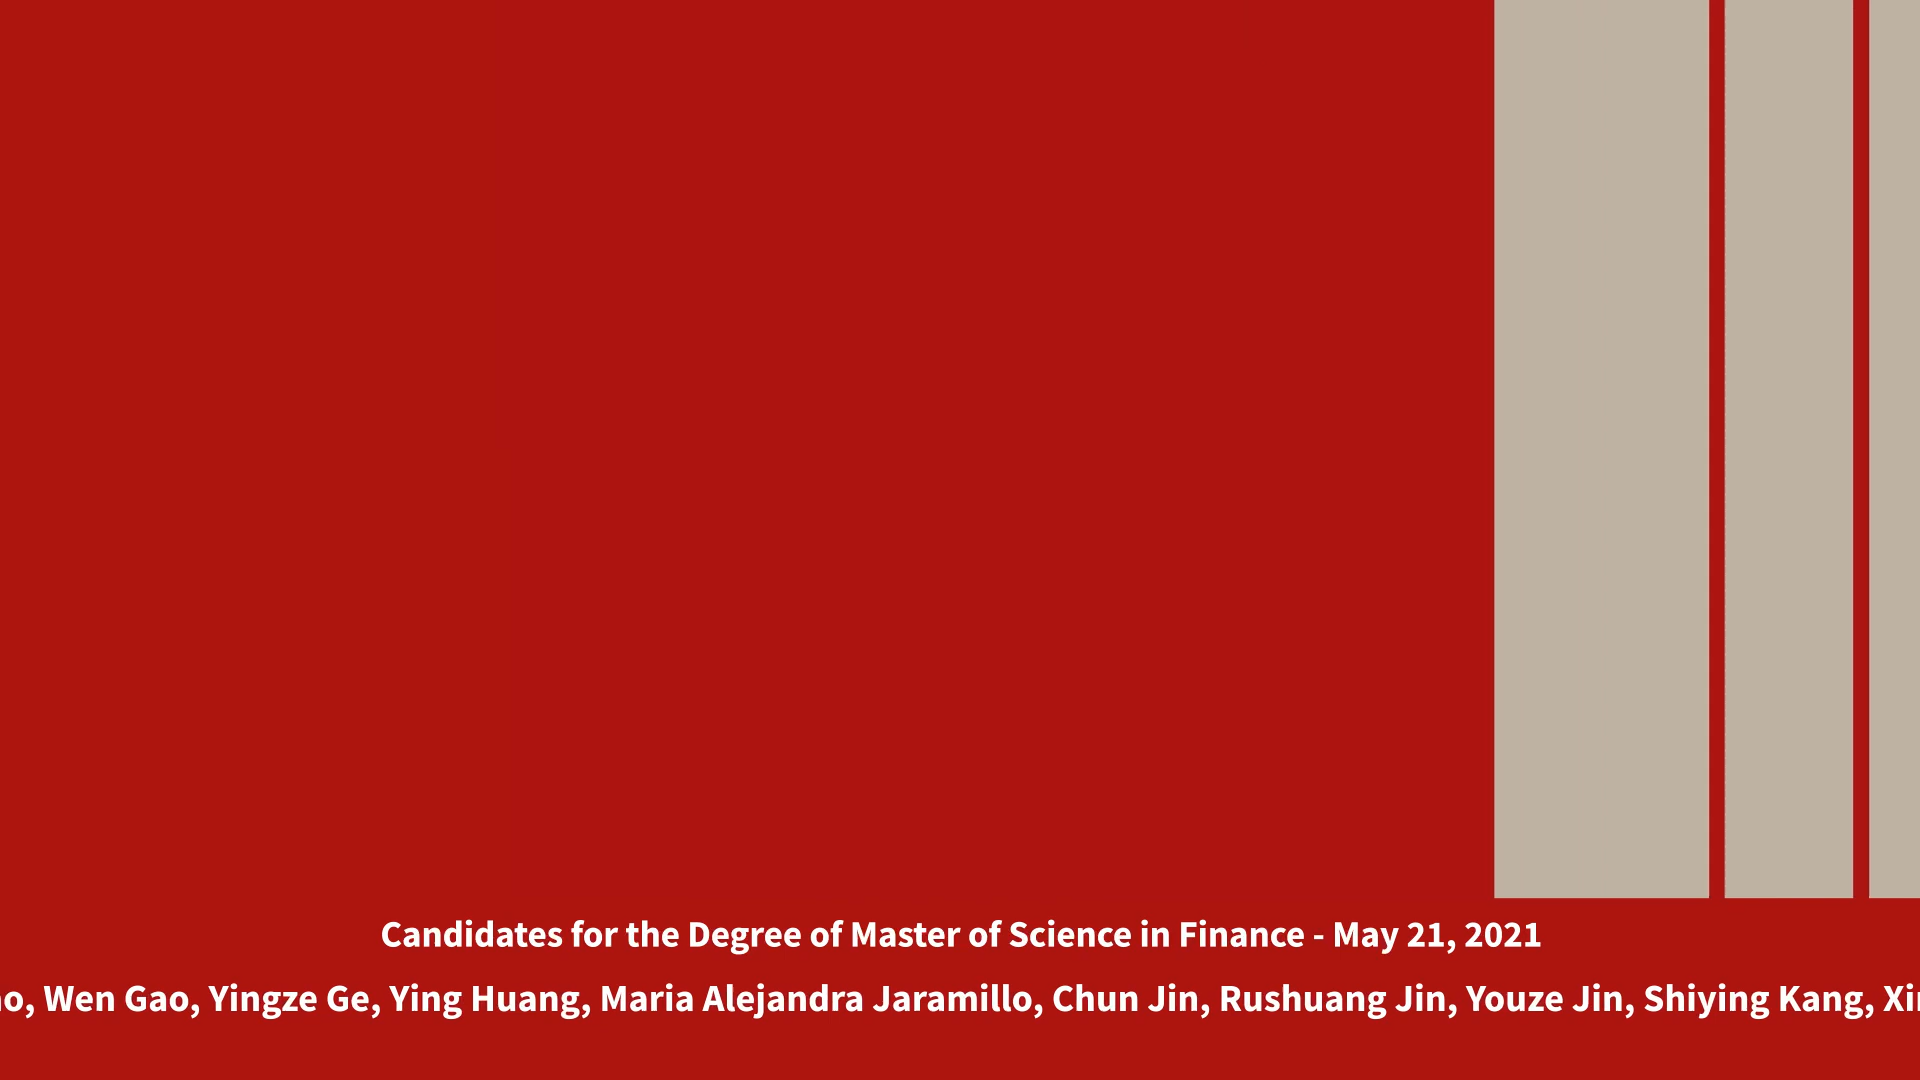 Candidates for the Degree of Master of Science in Finance - May 21, 2021
Wen Gao, Yingze Ge, Ying Huang, Maria Alejandra Jaramillo, Chun Jin, Rushuang Jin, Youze Jin, Shiying Kang,